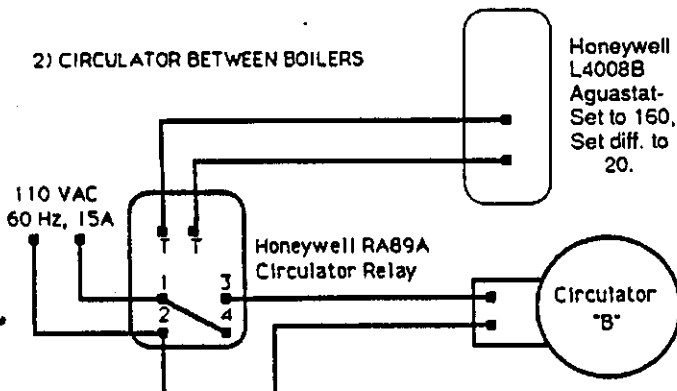 2) CIRCULATOR BETWEEN BOILERS
Honeywell
L4008B
Aguastat-
Set to 160,
Set diff. to
20.
110 VAC
60 Hz, 15A
T T
Honeywell RA89A
Circulator Relay
1 3
2 4
Circulator
"B"